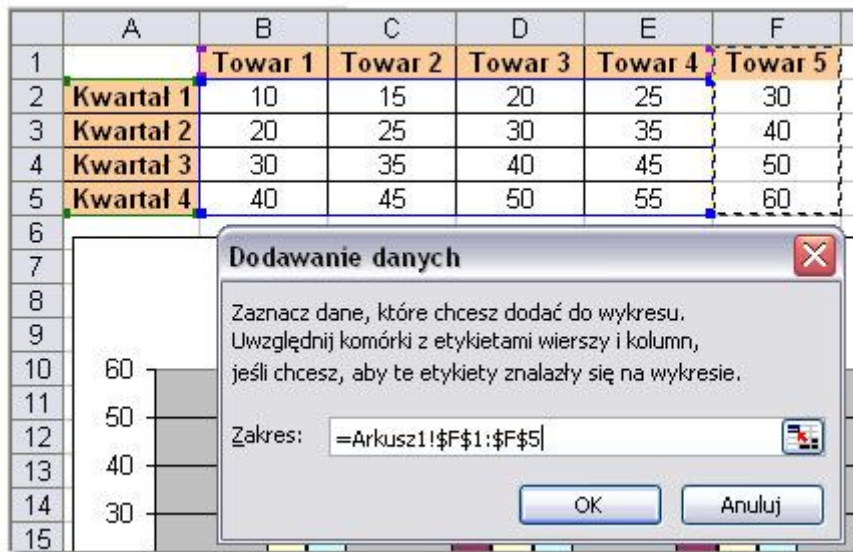 A B C D E F
1 Towar 1 Towar 2 Towar 3 Towar 4 Towar 5
2 Kwartał 1 10 15 20 25 30
3 Kwartał 2 20 25 30 35 40
4 Kwartał 3 30 35 40 45 50
5 Kwartał 4 40 45 50 55 60
6
7
8
9
10
11
12
13
14
15
Dodawanie danych
Zaznacz dane, które chcesz dodać do wykresu.
Uwzględnij komórki z etykietami wierszy i kolumn,
jeśli chcesz, aby te etykiety znalazły się na wykresie.
Zakres: =Arkusz1!$F$1:$F$5
OK Anuluj
60
50
40
30